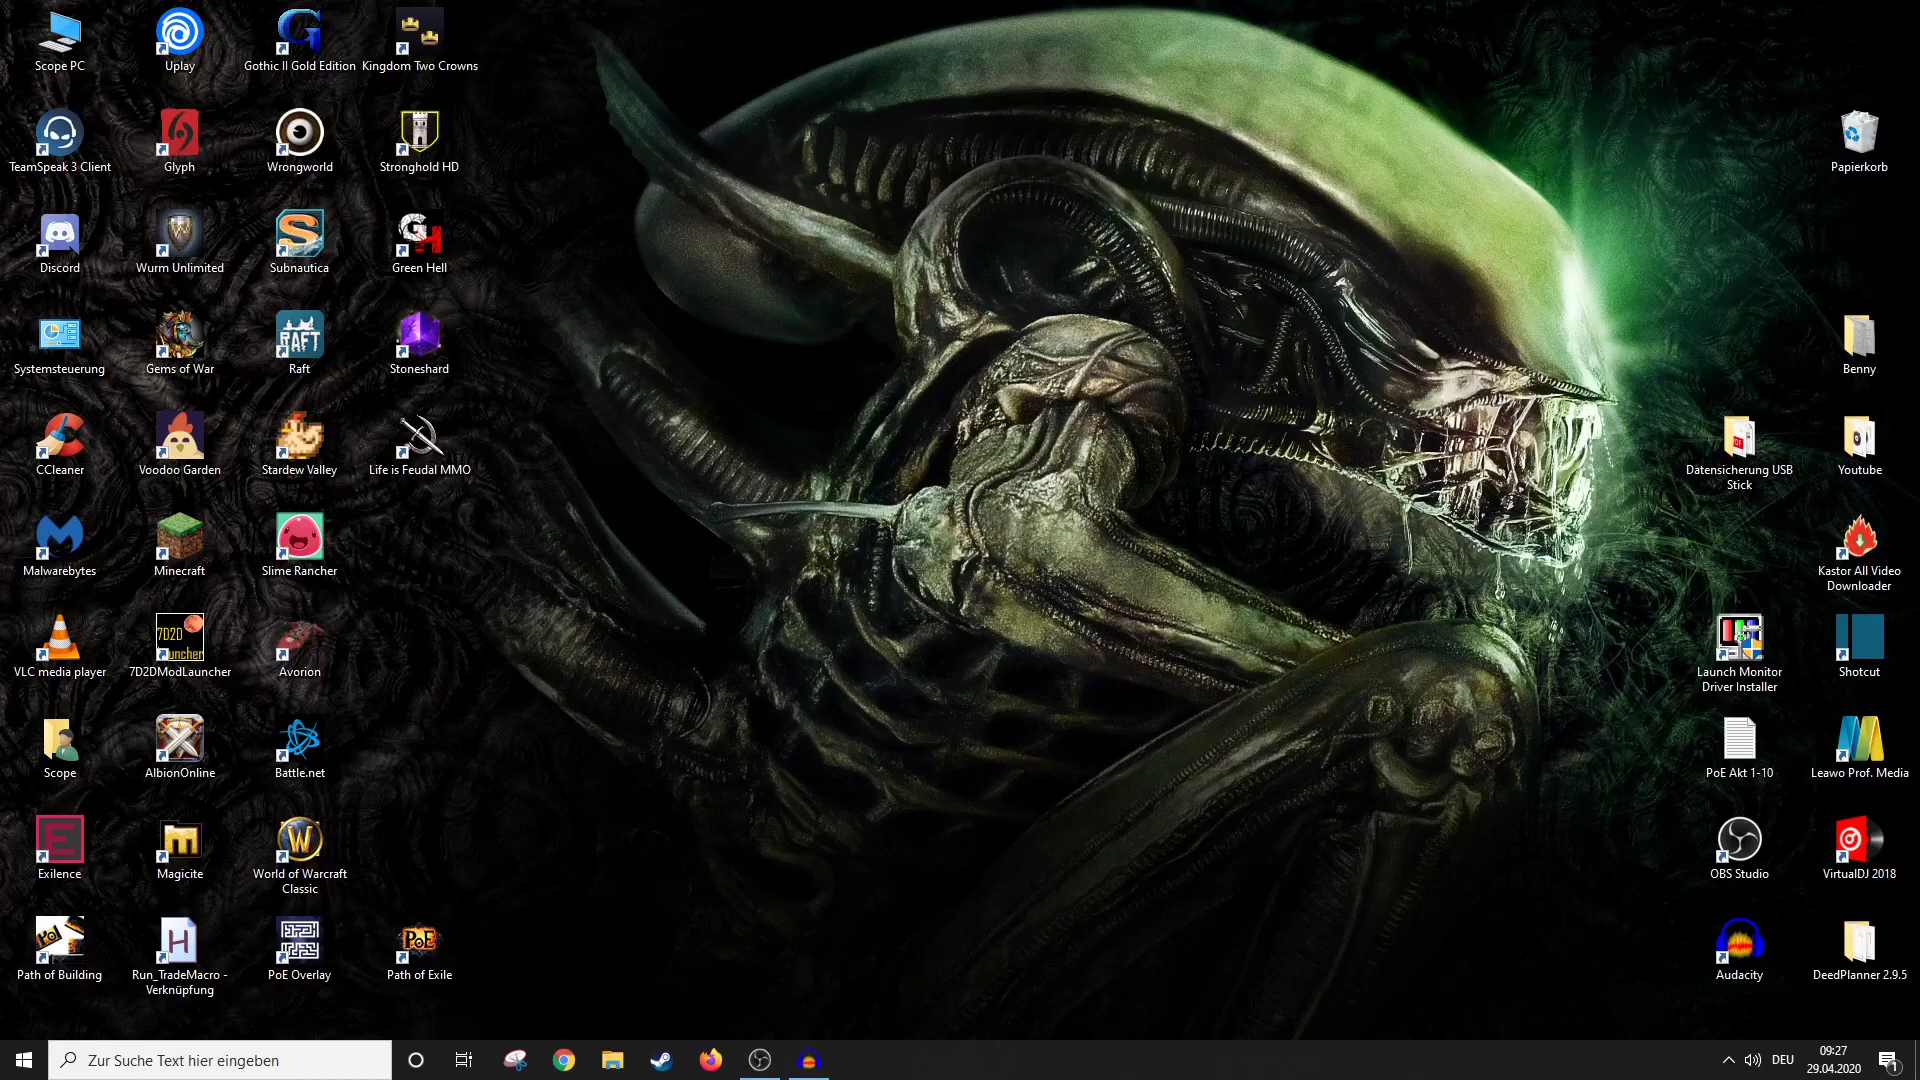 Scope PC
Uplay
Gothic II Gold Edition
Kingdom Two Crowns
TeamSpeak 3 Client
Glyph
Wrongworld
Stronghold HD
Papierkorb
Discord
Wurm Unlimited
Subnautica
Green Hell
Systemsteuerung
Gems of War
RAFT
Raft
Stoneshard
Benny
CCleaner
Voodoo Garden
Stardew Valley
Life is Feudal MMO
Datensicherung USB
Stick
Youtube
Malwarebytes
Minecraft
Slime Rancher
Kastor All Video
Downloader
7D2D
VLC media player
7D2DModLauncher
Avorion
Launch Monitor
Driver Installer
Shotcut
Scope
AlbionOnline
Battle.net
PoE Akt 1-10
Leawo Prof. Media
Exilence
Magicite
World of Warcraft
Classic
OBS Studio
VirtualDJ 2018
PoE
Path of Building
Run_TradeMacro -
Verknüpfung
PoE Overlay
Path of Exile
Audacity
DeedPlanner 2.9.5
Zur Suche Text hier eingeben
DEU
09:27
29.04.2020
1